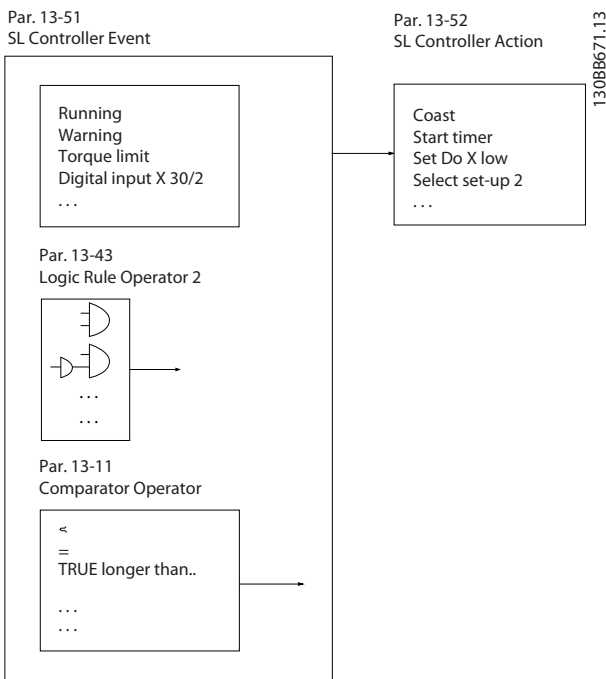 Par. 13-51
SL Controller Event
Par. 13-52
SL Controller Action
130BB671.13
Running
Warning
Torque limit
Digital input X 30/2
. . .
Coast
Start timer
Set Do X low
Select set-up 2
. . .
Par. 13-43
Logic Rule Operator 2
. . .
. . .
Par. 13-11
Comparator Operator
<
=
TRUE longer than..
. . .
. . .